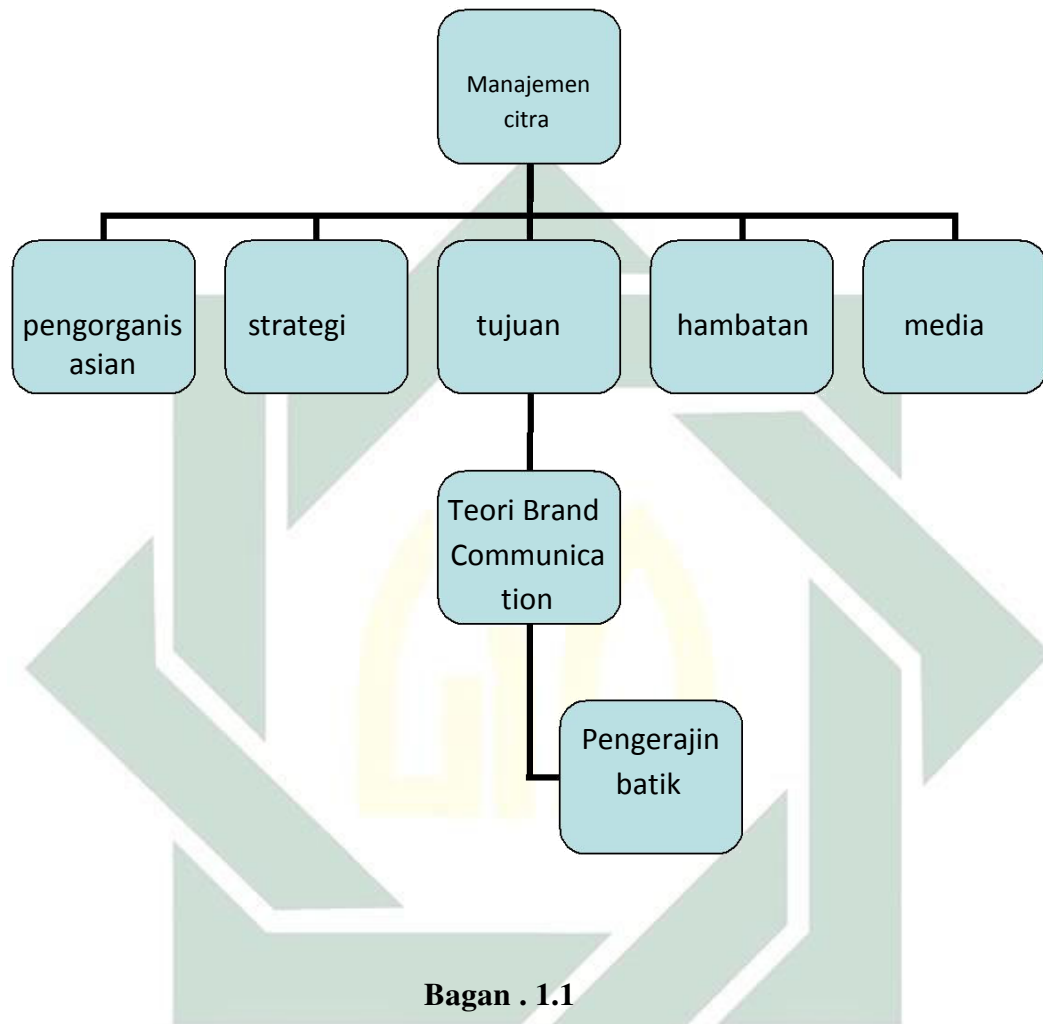 Manajemen
citra
pengorganis
asian
strategi
tujuan
hambatan
media
Teori Brand
Communica
tion
Pengerajin
batik
Bagan . 1.1